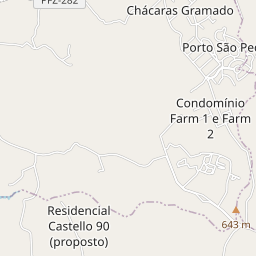 PPZ-282
Chácaras Gramado
Porto São Pe
Condomínio
Farm 1 e Farm
2
Residencial
Castello 90
(proposto)
643 m